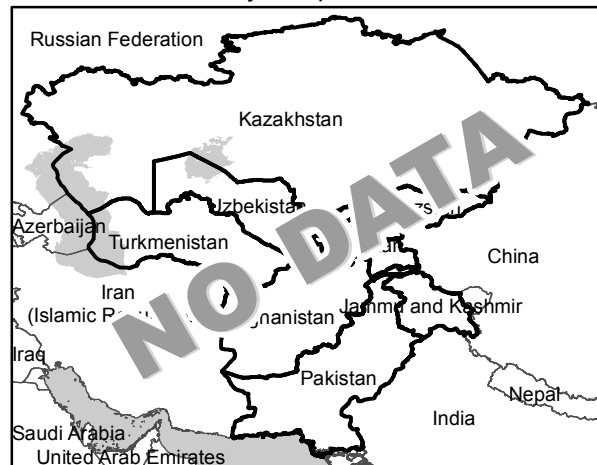 Russian Federation
Kazakhstan
Azerbaijan
Turkmenistan
China
Iran
Jammu and Kashmir
(Islamic
Iraq
Pakistan
Nepal
India
Saudi Arabia
United Arab Emirates
NO DATA